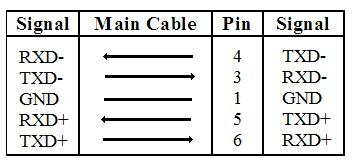 Signal Main Cable Pin Signal
RXD- 4 TXD-
TXD- 3 RXD-
GND 1 GND
RXD+ 5 TXD+
TXD+ 6 RXD+